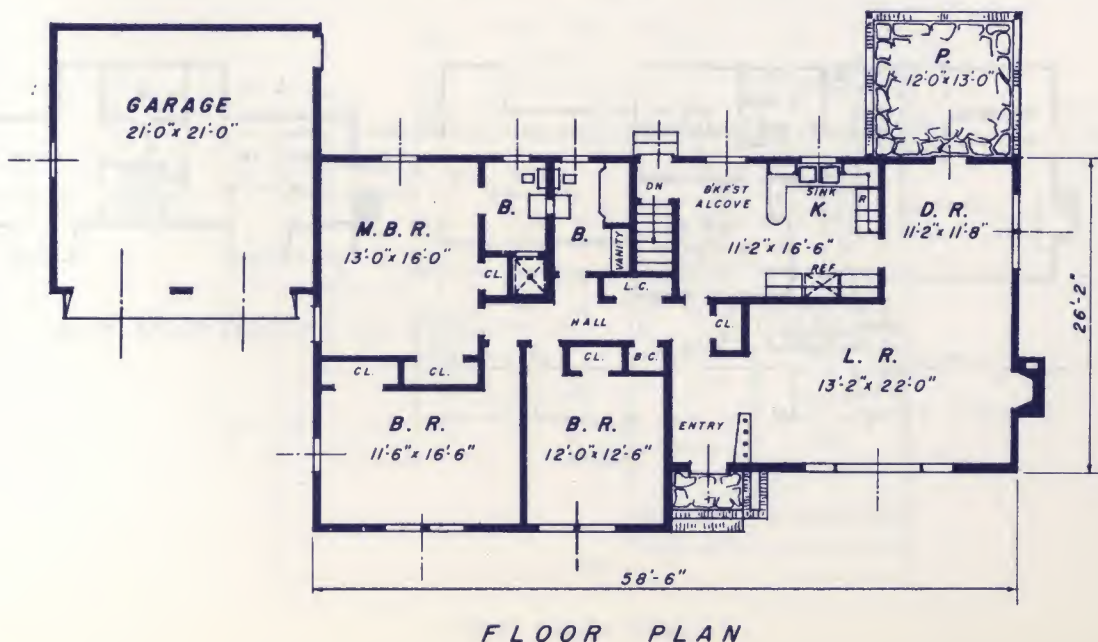 GARAGE
21'-0" x 21'-0"
P.
12'-0" x 13'-0"
M. B. R.
13'-0" x 16'-0"
B.
B.
VANITY
DN
B'KF'ST
ALCOVE
SINK
K.
R
11'-2" x 16'-6"
REF
D. R.
11'-2" x 11'-8"
26'-2"
CL.
L. C.
HALL
CL.
L. R.
13'-2" x 22'-0"
CL.
CL.
CL.
B. C.
B. R.
11'-6" x 16'-6"
B. R.
12'-0" x 12'-6"
ENTRY
58'-6"
FLOOR PLAN